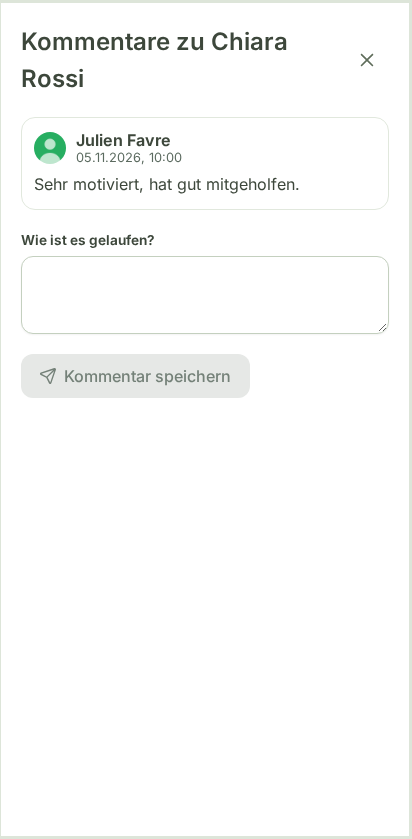 Kommentare zu Chiara
Rossi
Julien Favre
05.11.2026, 10:00
Sehr motiviert, hat gut mitgeholfen.
Wie ist es gelaufen?
Kommentar speichern